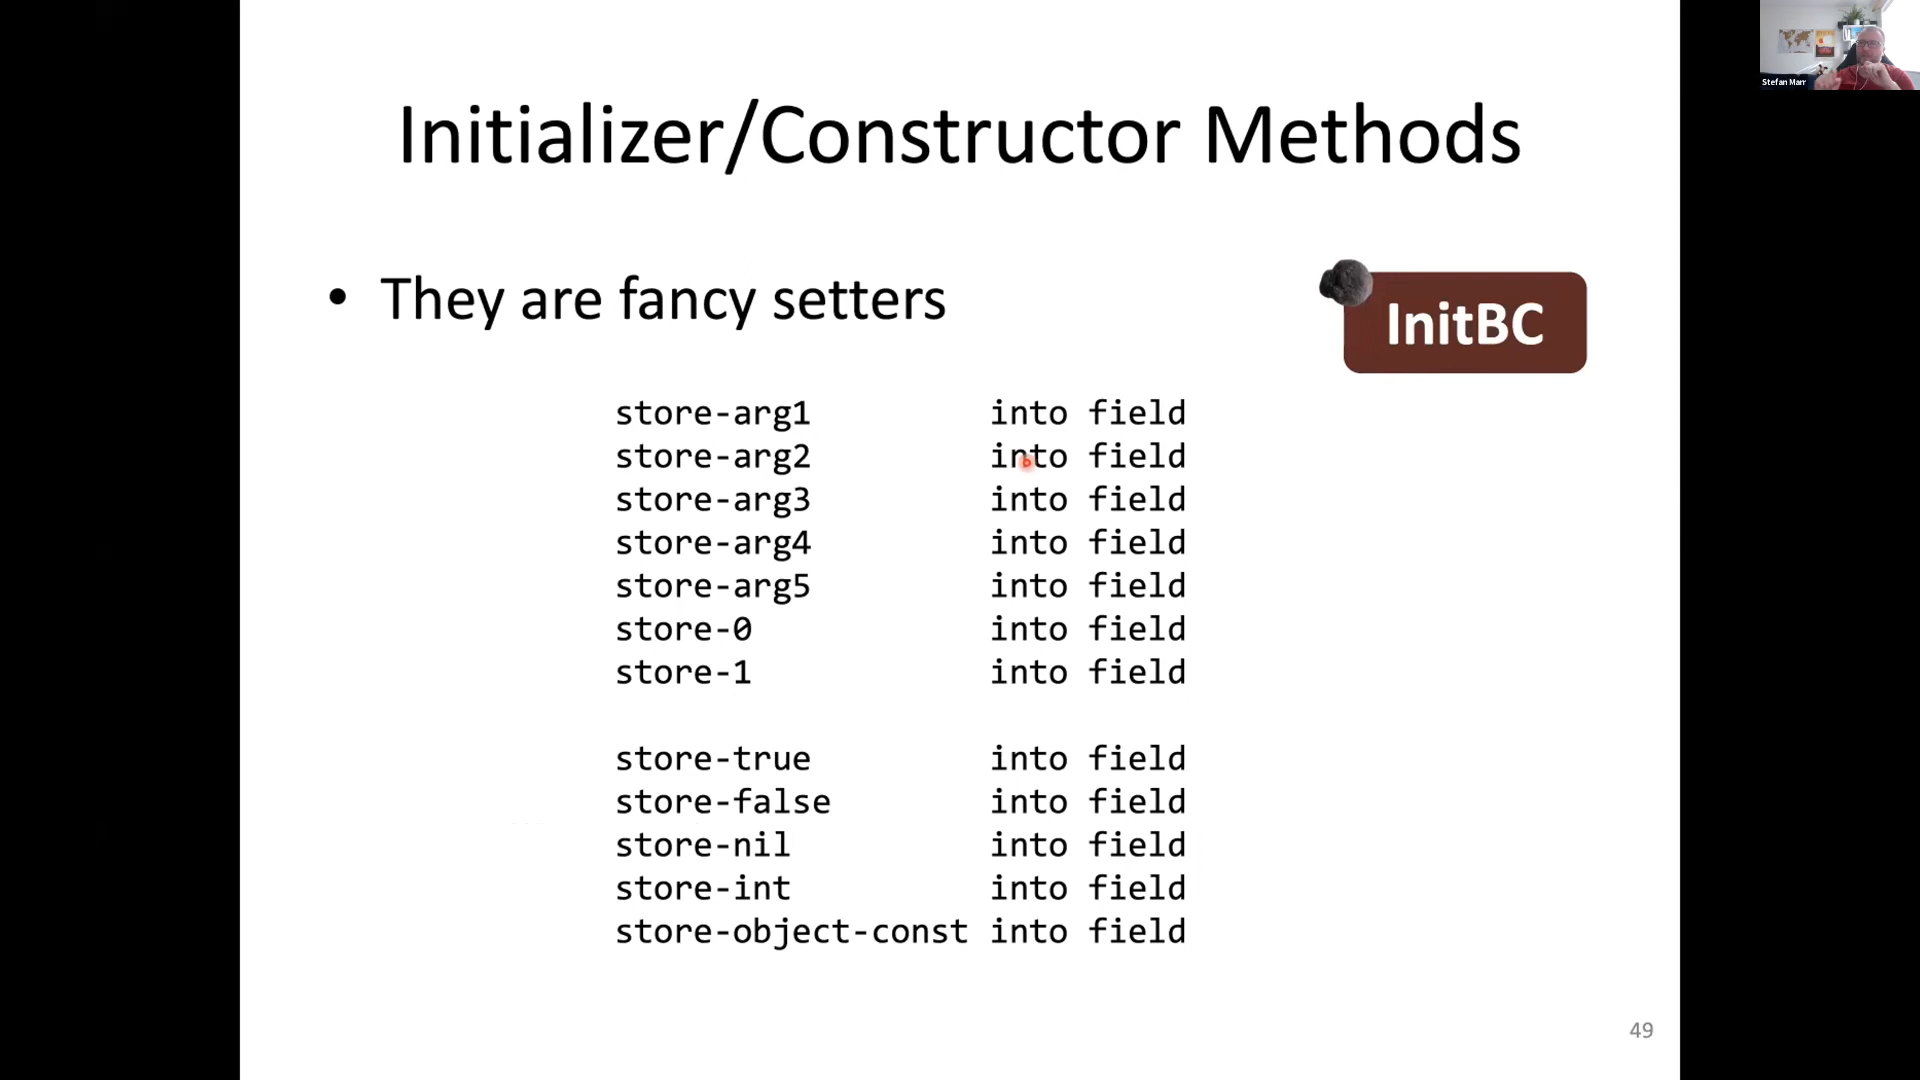 Initializer/Constructor Methods
Stefan Marr
• They are fancy setters
InitBC
store-arg1 into field
store-arg2 into field
store-arg3 into field
store-arg4 into field
store-arg5 into field
store-0 into field
store-1 into field
store-true into field
store-false into field
store-nil into field
store-int into field
store-object-const into field
49